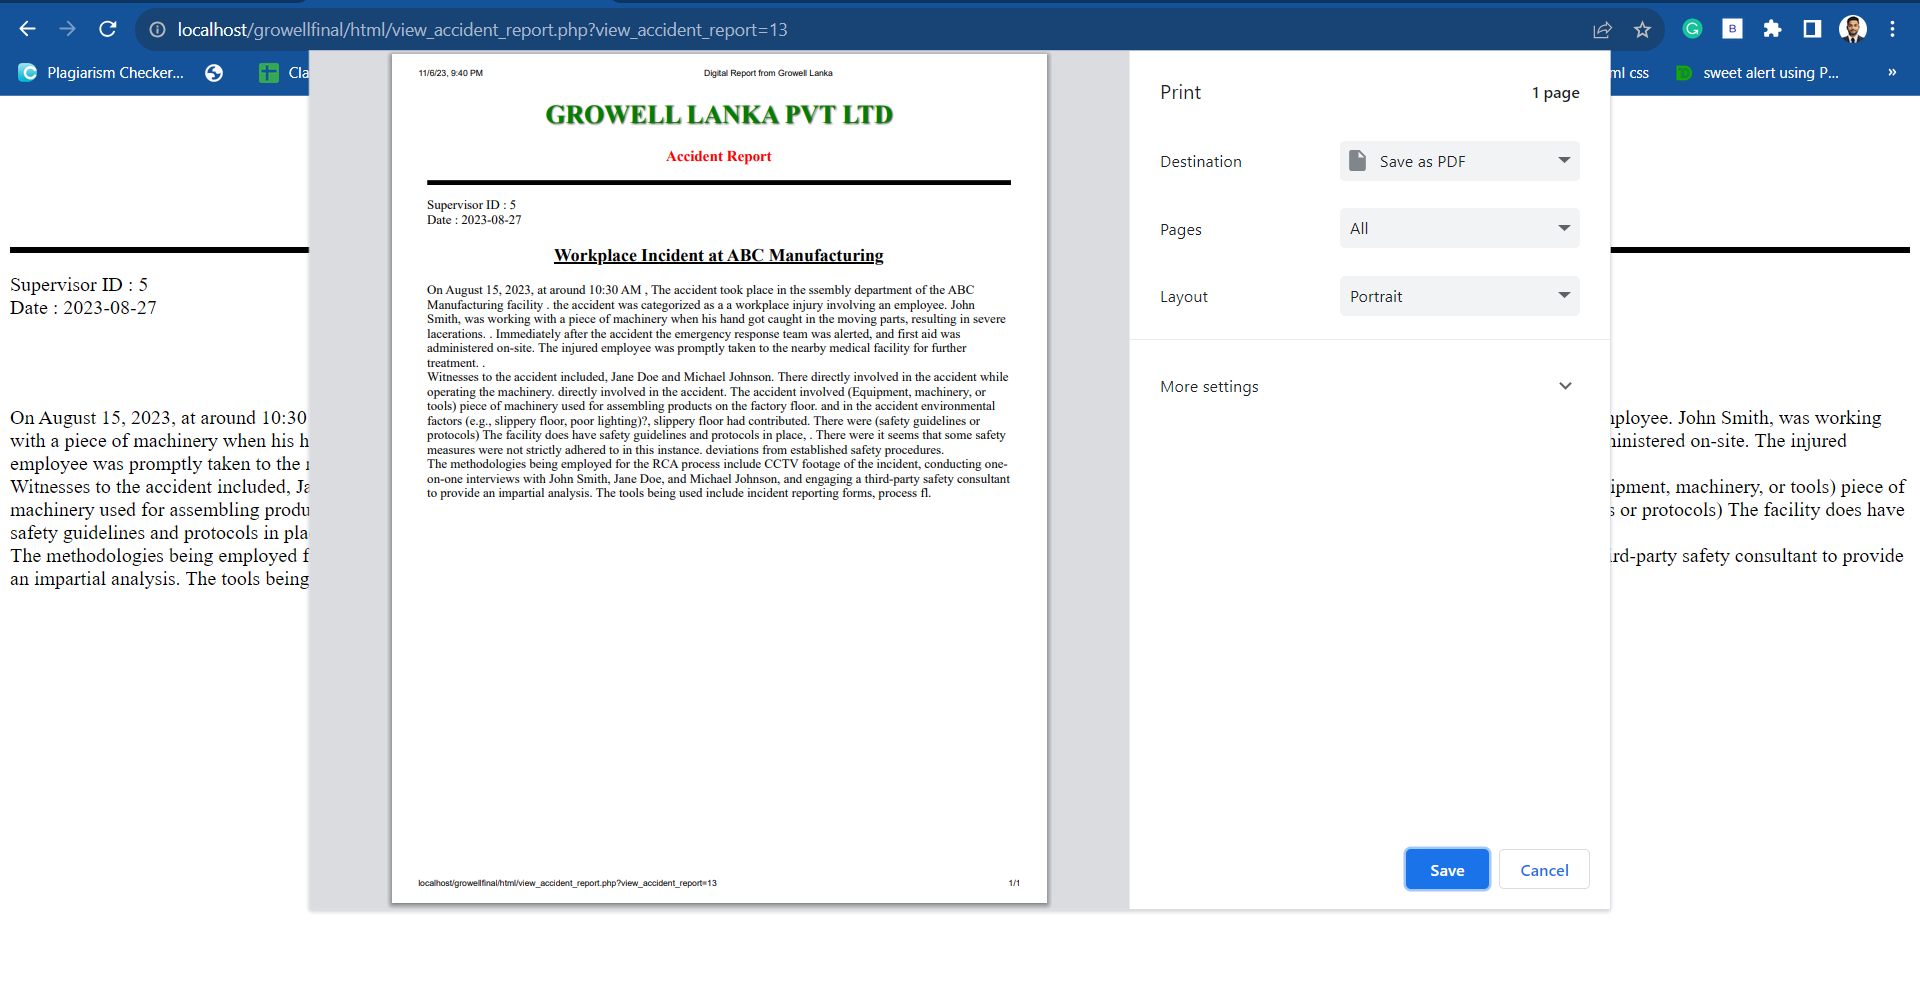 localhost/growellfinal/html/view_accident_report.php?view_accident_report=13
Plagiarism Checker...
Cla
ml css
sweet alert using P...
»
Supervisor ID : 5
Date : 2023-08-27
On August 15, 2023, at around 10:30
with a piece of machinery when his h
employee was promptly taken to the
Witnesses to the accident included, Ja
machinery used for assembling produ
safety guidelines and protocols in pla
The methodologies being employed f
an impartial analysis. The tools being
11/6/23, 9:40 PM
Digital Report from Growell Lanka
GROWELL LANKA PVT LTD
Accident Report
Supervisor ID : 5
Date : 2023-08-27
Workplace Incident at ABC Manufacturing
On August 15, 2023, at around 10:30 AM , The accident took place in the ssembly department of the ABC
Manufacturing facility . the accident was categorized as a a workplace injury involving an employee. John
Smith, was working with a piece of machinery when his hand got caught in the moving parts, resulting in severe
lacerations. . Immediately after the accident the emergency response team was alerted, and first aid was
administered on-site. The injured employee was promptly taken to the nearby medical facility for further
treatment. .
Witnesses to the accident included, Jane Doe and Michael Johnson. There directly involved in the accident while
operating the machinery. directly involved in the accident. The accident involved (Equipment, machinery, or
tools) piece of machinery used for assembling products on the factory floor. and in the accident environmental
factors (e.g., slippery floor, poor lighting)?, slippery floor had contributed. There were (safety guidelines or
protocols) The facility does have safety guidelines and protocols in place, . There were it seems that some safety
measures were not strictly adhered to in this instance. deviations from established safety procedures.
The methodologies being employed for the RCA process include CCTV footage of the incident, conducting one-
on-one interviews with John Smith, Jane Doe, and Michael Johnson, and engaging a third-party safety consultant
to provide an impartial analysis. The tools being used include incident reporting forms, process fl.
localhost/growellfinal/html/view_accident_report.php?view_accident_report=13
1/1
Print
1 page
Destination
Save as PDF
Pages
All
Layout
Portrait
More settings
Save
Cancel
ployee. John Smith, was working
ministered on-site. The injured
ipment, machinery, or tools) piece of
s or protocols) The facility does have
ird-party safety consultant to provide